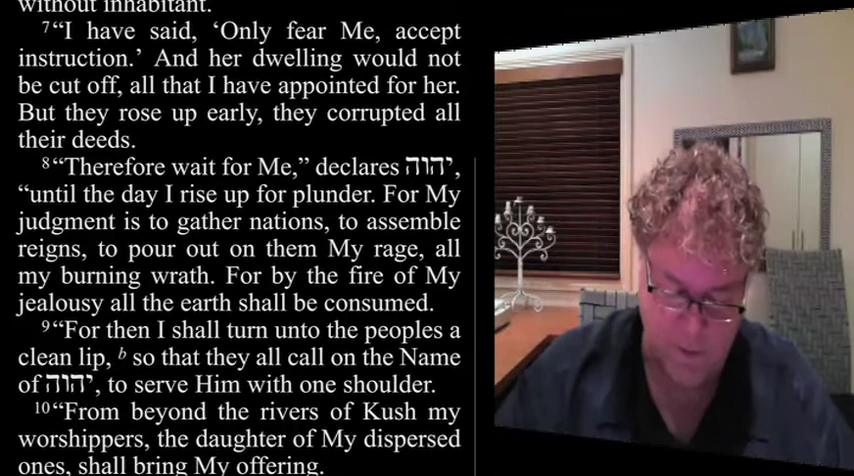 without inhabitant.
7“I have said, ‘Only fear Me, accept
instruction.’ And her dwelling would not
be cut off, all that I have appointed for her.
But they rose up early, they corrupted all
their deeds.
8“Therefore wait for Me,” declares יהוה,
“until the day I rise up for plunder. For My
judgment is to gather nations, to assemble
reigns, to pour out on them My rage, all
my burning wrath. For by the fire of My
jealousy all the earth shall be consumed.
9“For then I shall turn unto the peoples a
clean lip, b so that they all call on the Name
of יהוה, to serve Him with one shoulder.
10“From beyond the rivers of Kush my
worshippers, the daughter of My dispersed
ones, shall bring My offering.